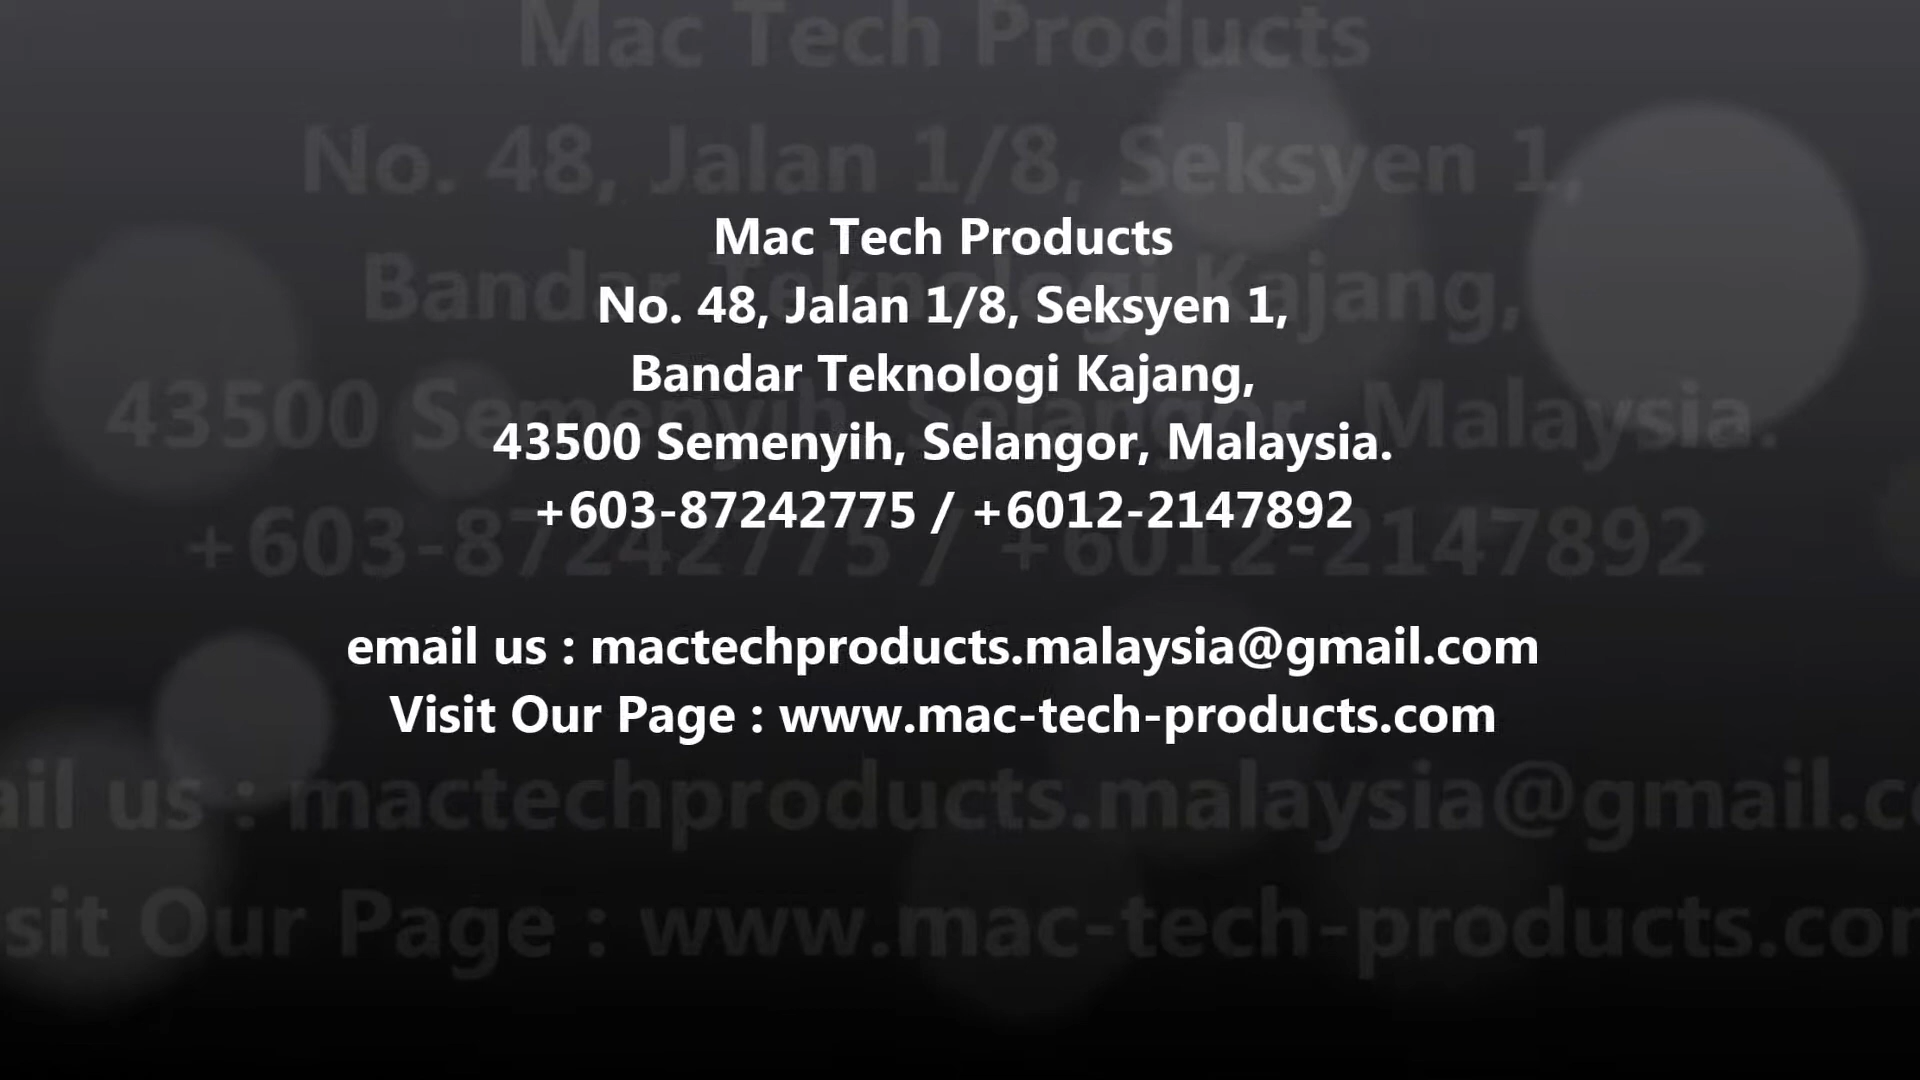 Mac Tech Products
No. 48, Jalan 1/8, Seksyen 1,
Bandar Teknologi Kajang,
43500 Semenyih, Selangor, Malaysia.
+603-87242775 / +6012-2147892
email us : mactechproducts.malaysia@gmail.com
Visit Our Page : www.mac-tech-products.com